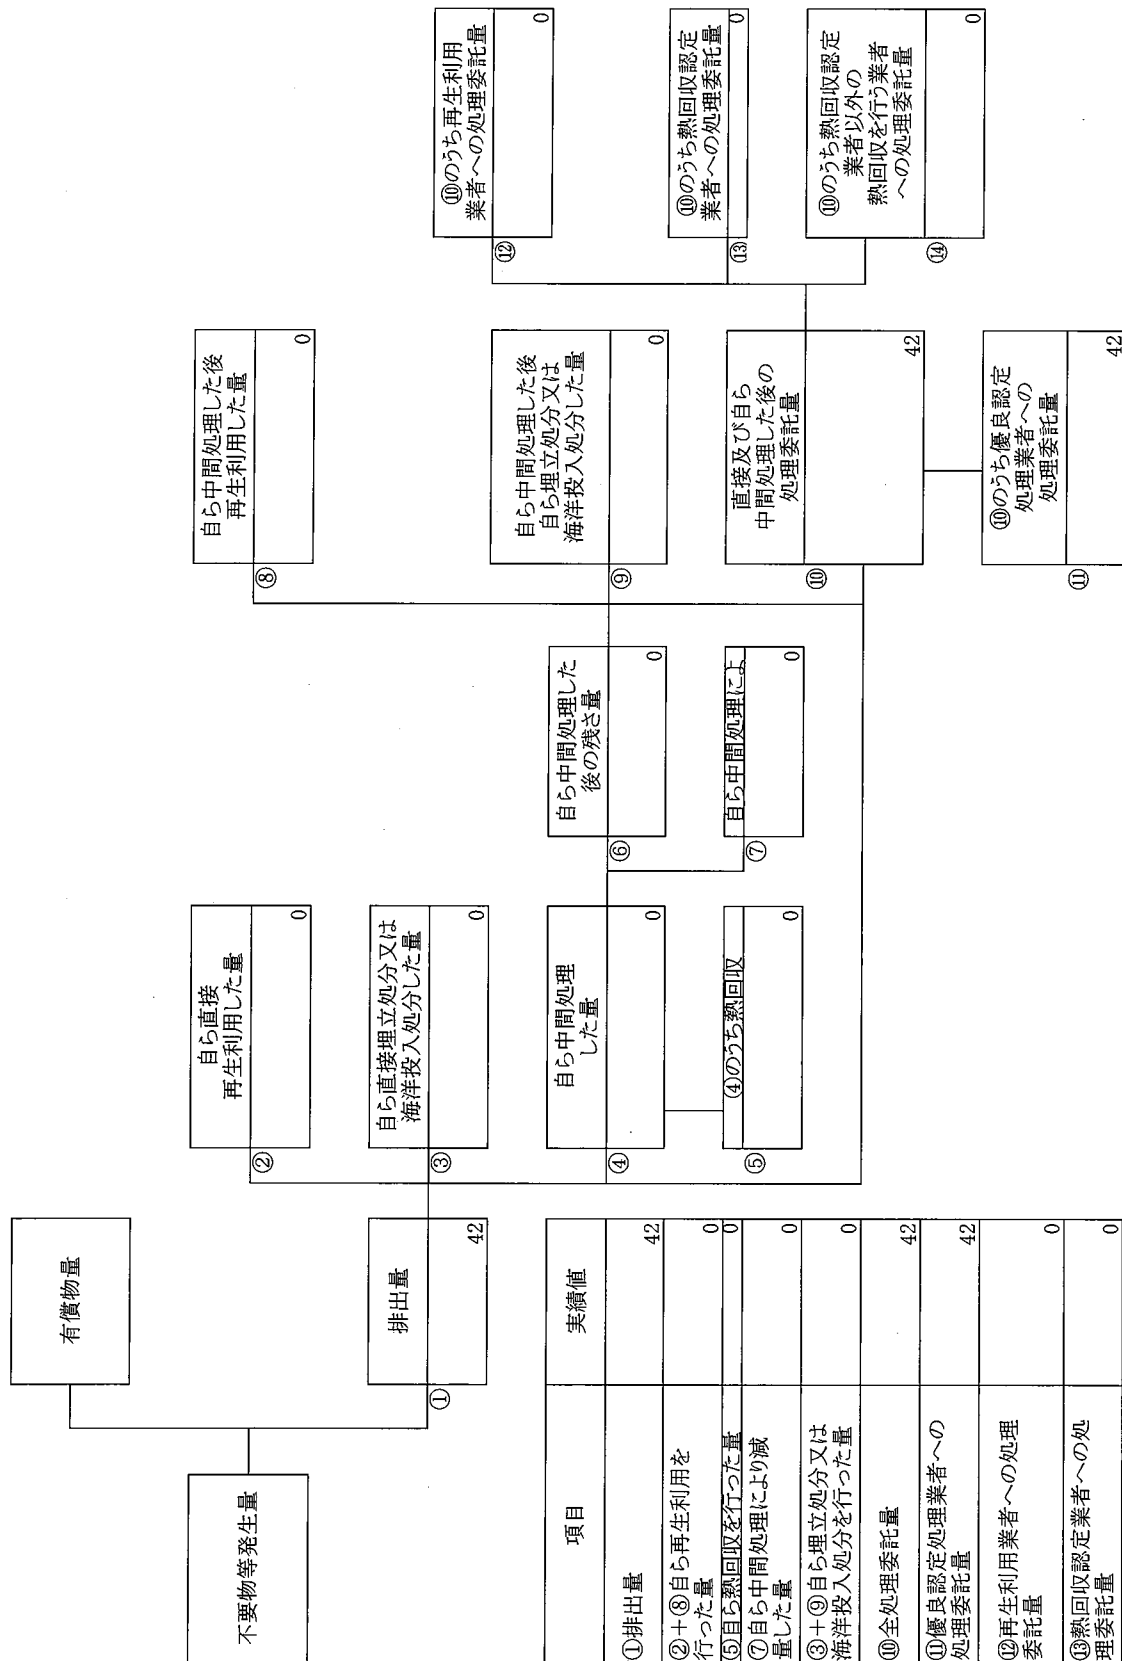 不要物等発生量
有償物量
①
排出量
42
②
自ら直接
再生利用した量
0
③
自ら直接埋立処分又は
海洋投入処分した量
0
④
自ら中間処理
した量
0
⑤
④のうち熱回収
0
⑥
自ら中間処理した
後の残さ量
0
⑦
自ら中間処理によ
0
⑧
自ら中間処理した後
再生利用した量
0
⑨
自ら中間処理した後
自ら埋立処分又は
海洋投入処分した量
0
⑩
直接及び自ら
中間処理した後の
処理委託量
42
⑪
⑩のうち優良認定
処理業者への
処理委託量
42
⑫
⑩のうち再生利用
業者への処理委託量
0
⑬
⑩のうち熱回収認定
業者への処理委託量
0
⑭
⑩のうち熱回収認定
業者以外の
熱回収を行う業者
への処理委託量
0
項目
実績値
①排出量
42
②+⑧自ら再生利用を
行った量
0
⑤自ら熱回収を行った量
0
⑦自ら中間処理により減
量した量
0
③+⑨自ら埋立処分又は
海洋投入処分を行った量
0
⑩全処理委託量
42
⑪優良認定処理業者への
処理委託量
42
⑫再生利用業者への処理
委託量
0
⑬熱回収認定業者への処
理委託量
0